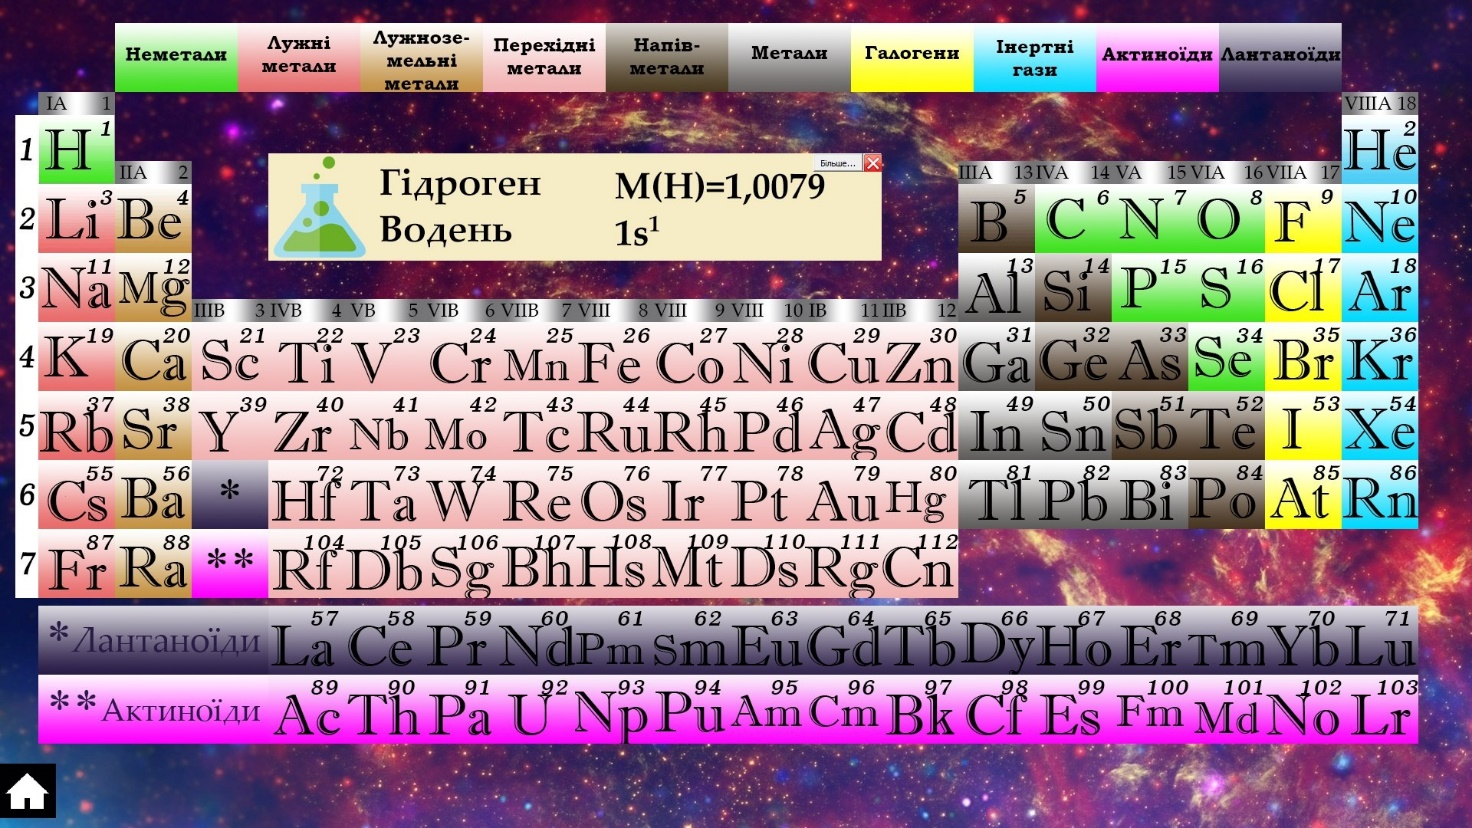 Неметали
Лужні
метали
Лужнозе-
мельні
метали
Перехідні
метали
Напів-
метали
Метали
Галогени
Інертні
гази
Актиноїди
Лантаноїди
IA 1
VIIIA 18
1 H 1
He 2
IIA 2
Більше...
IIIA 13 IVA 14 VA 15 VIA 16 VIIA 17
Гідроген M(H)=1,0079
Водень 1s¹
2 Li 3 Be 4 B 5 C 6 N 7 O 8 F 9 Ne 10
3 Na 11 Mg 12 Al 13 Si 14 P 15 S 16 Cl 17 Ar 18
IIIB 3 IVB 4 VB 5 VIB 6 VIIB 7 VIII 8 VIII 9 VIII 10 IB 11 IIB 12
4 K 19 Ca 20 Sc 21 Ti 22 V 23 Cr 24 Mn 25 Fe 26 Co 27 Ni 28 Cu 29 Zn 30 Ga 31 Ge 32 As 33 Se 34 Br 35 Kr 36
5 Rb 37 Sr 38 Y 39 Zr 40 Nb 41 Mo 42 Tc 43 Ru 44 Rh 45 Pd 46 Ag 47 Cd 48 In 49 Sn 50 Sb 51 Te 52 I 53 Xe 54
6 Cs 55 Ba 56 * Hf 72 Ta 73 W 74 Re 75 Os 76 Ir 77 Pt 78 Au 79 Hg 80 Tl 81 Pb 82 Bi 83 Po 84 At 85 Rn 86
7 Fr 87 Ra 88 ** Rf 104 Db 105 Sg 106 Bh 107 Hs 108 Mt 109 Ds 110 Rg 111 Cn 112
*Лантаноїди La 57 Ce 58 Pr 59 Nd 60 Pm 61 Sm 62 Eu 63 Gd 64 Tb 65 Dy 66 Ho 67 Er 68 Tm 69 Yb 70 Lu 71
**Актиноїди Ac 89 Th 90 Pa 91 U 92 Np 93 Pu 94 Am 95 Cm 96 Bk 97 Cf 98 Es 99 Fm 100 Md 101 No 102 Lr 103